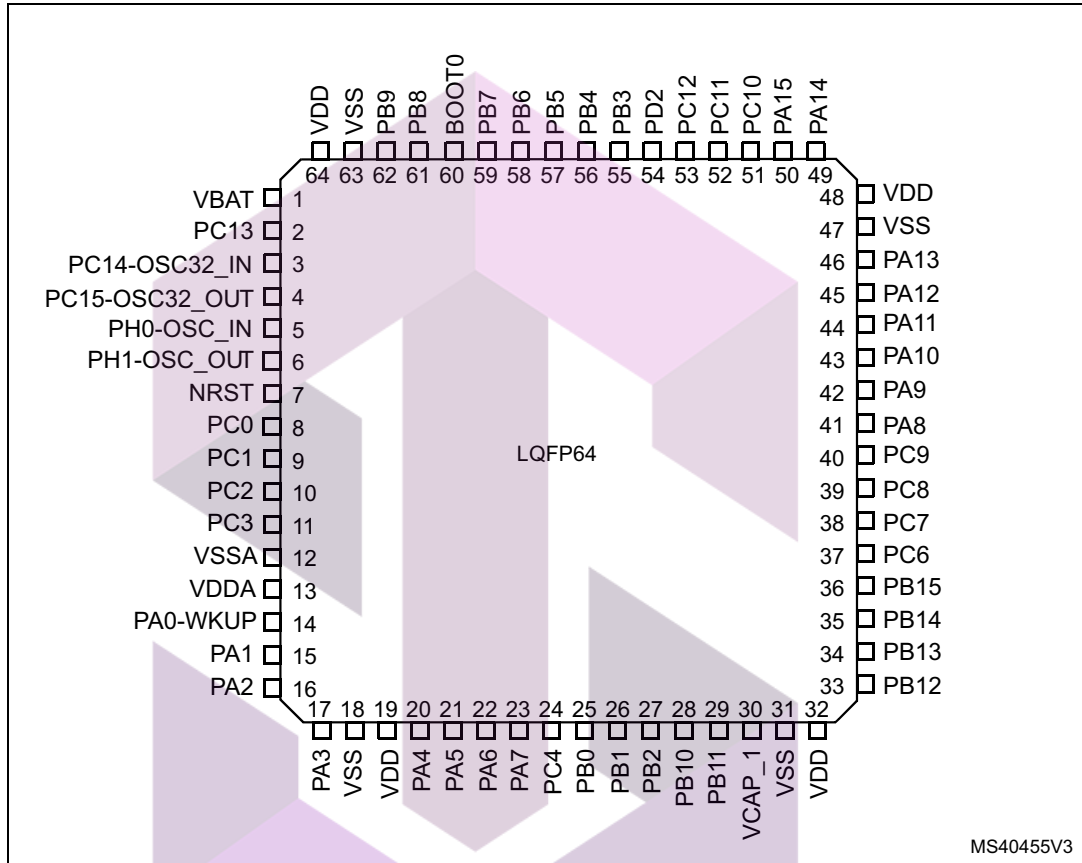 VDD VSS PB9 PB8 BOOT0 PB7 PB6 PB5 PB4 PB3 PD2 PC12 PC11 PC10 PA15 PA14
64 63 62 61 60 59 58 57 56 55 54 53 52 51 50 49
VBAT 1
PC13 2
PC14-OSC32_IN 3
PC15-OSC32_OUT 4
PH0-OSC_IN 5
PH1-OSC_OUT 6
NRST 7
PC0 8
PC1 9
PC2 10
PC3 11
VSSA 12
VDDA 13
PA0-WKUP 14
PA1 15
PA2 16
LQFP64
48 VDD
47 VSS
46 PA13
45 PA12
44 PA11
43 PA10
42 PA9
41 PA8
40 PC9
39 PC8
38 PC7
37 PC6
36 PB15
35 PB14
34 PB13
33 PB12
17 18 19 20 21 22 23 24 25 26 27 28 29 30 31 32
PA3 VSS VDD PA4 PA5 PA6 PA7 PC4 PB0 PB1 PB2 PB10 PB11 VCAP_1 VSS VDD
MS40455V3